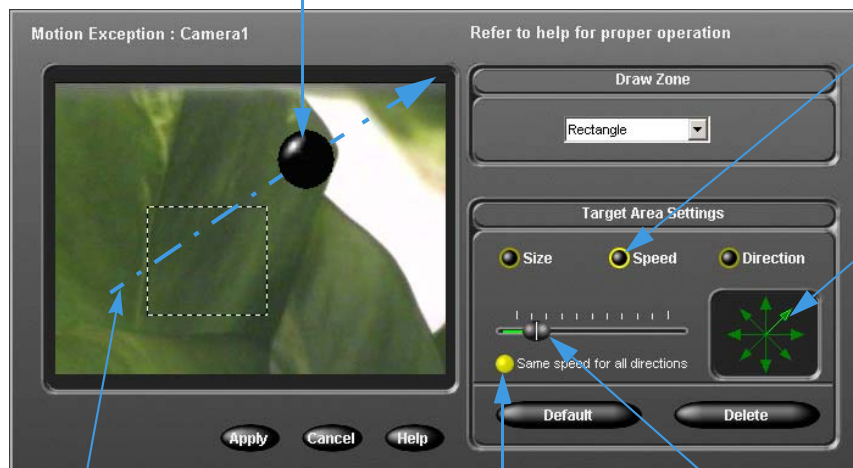 Motion Exception : Camera1
Refer to help for proper operation
Draw Zone
Rectangle
Target Area Settings
Size Speed Direction
Same speed for all directions
Default Delete
Apply Cancel Help